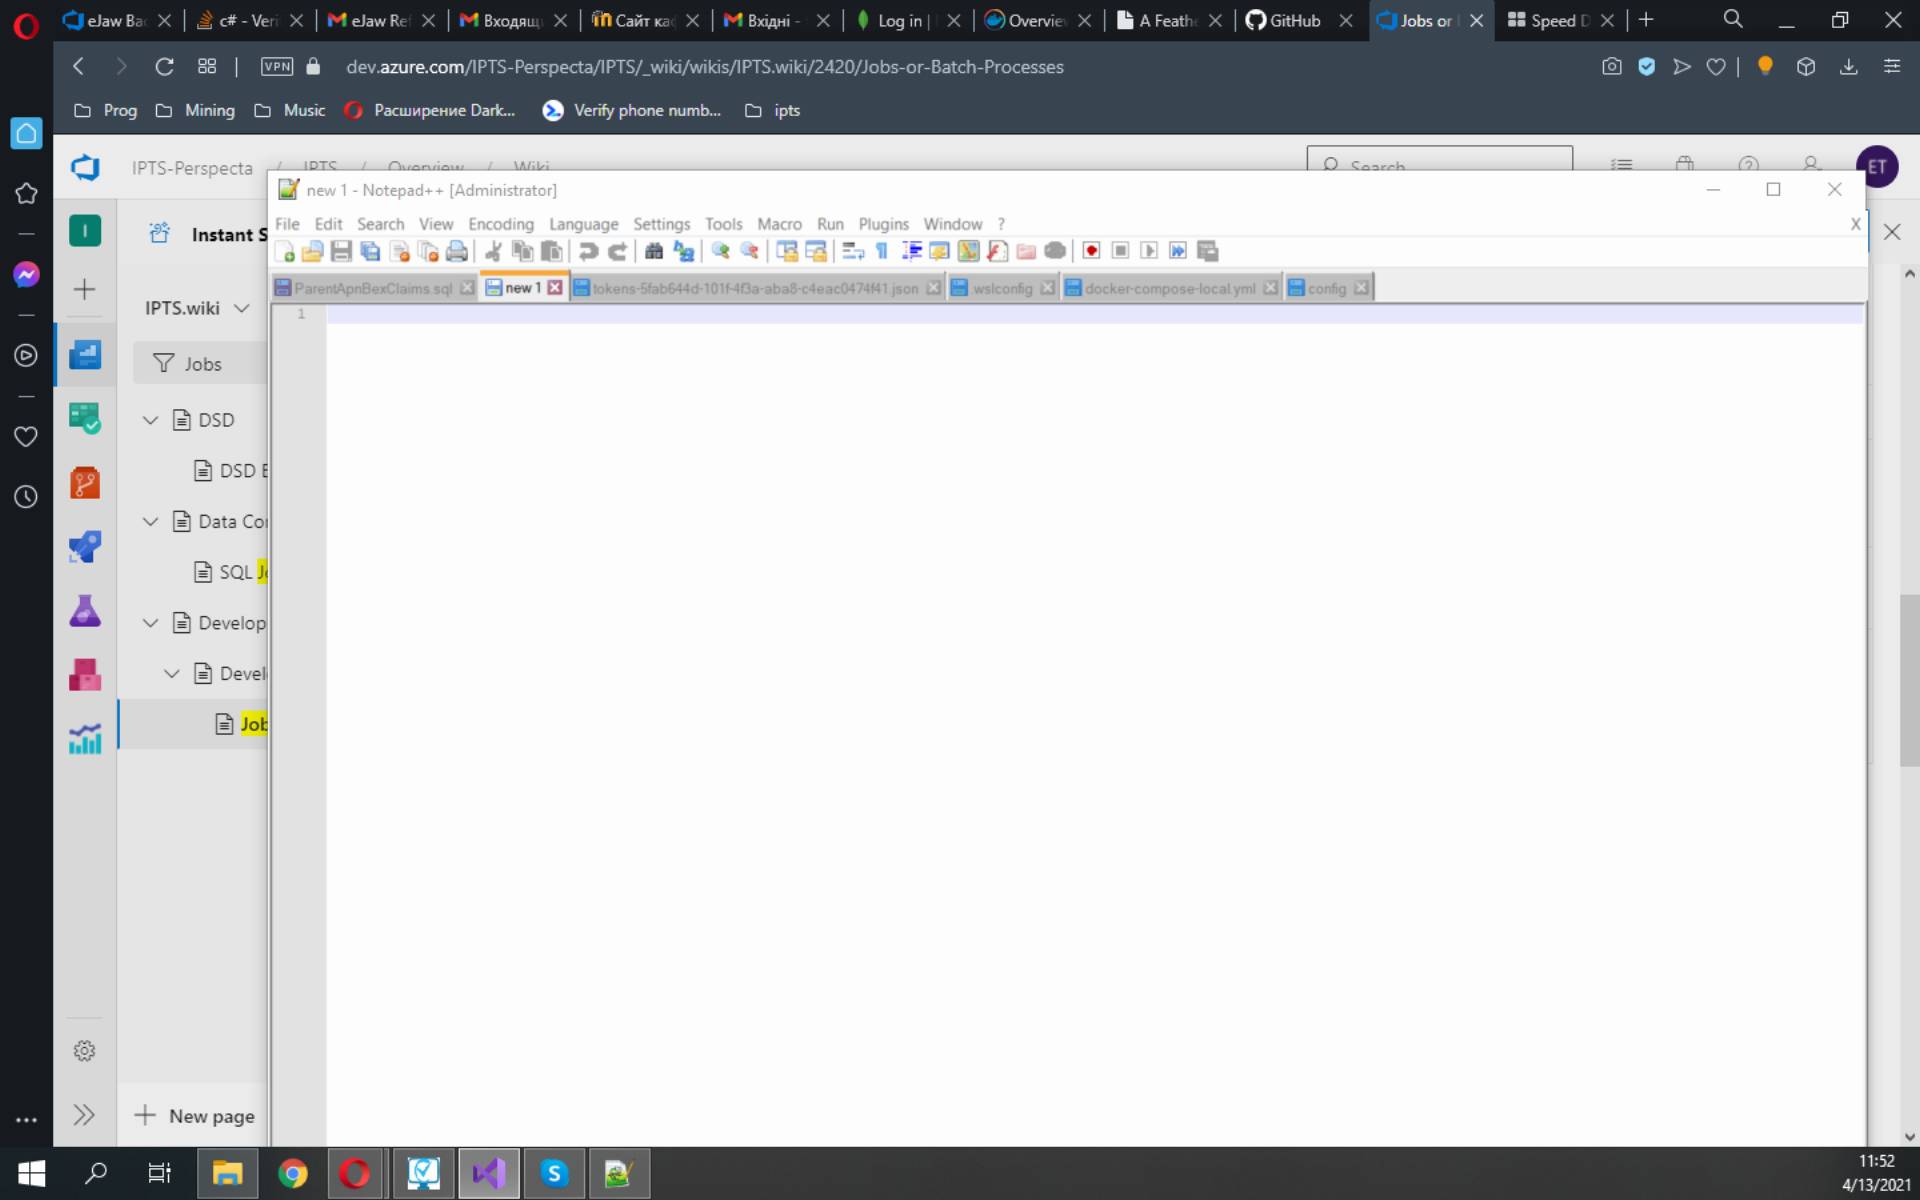 eJaw Ba
c# - Veri
eJaw Ref
Входящ
Сайт ка
Вхідні -
Log in |
Overvie
A Feathe
GitHub
Jobs or
Speed D
VPN
dev.azure.com/IPTS-Perspecta/IPTS/_wiki/wikis/IPTS.wiki/2420/Jobs-or-Batch-Processes
Prog
Mining
Music
Расширение Dark...
Verify phone numb...
ipts
IPTS-Perspecta / IPTS / Overview / Wiki
Search
ET
new 1 - Notepad++ [Administrator]
File Edit Search View Encoding Language Settings Tools Macro Run Plugins Window ?
X
I
Instant S
ParentApnBexClaims.sql
new 1
tokens-5fab644d-101f-4f3a-aba8-c4eac0474f41.json
.wslconfig
docker-compose-local.yml
config
1
IPTS.wiki
Jobs
DSD
DSD E
Data Co
SQL Jo
Develop
Devel
Job
New page
11:52
4/13/2021